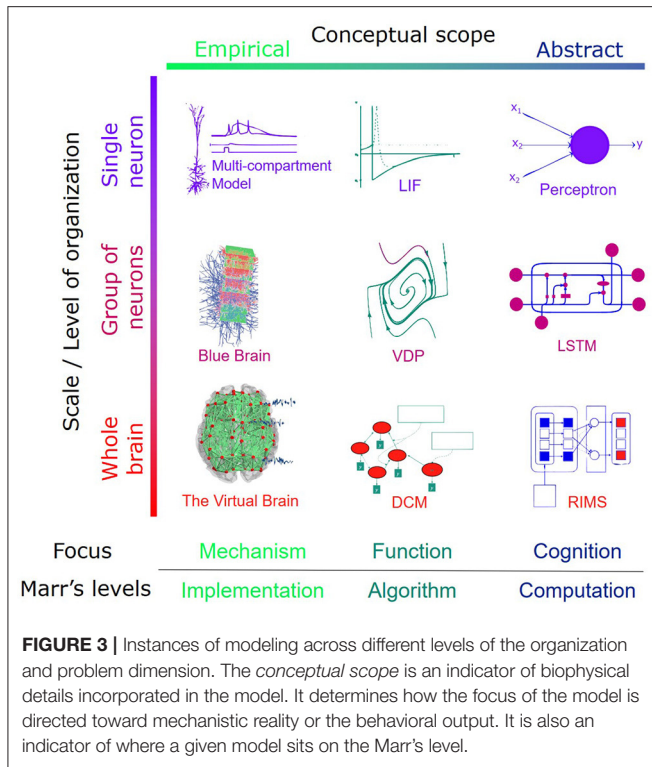 Conceptual scope
Empirical
Abstract
Scale / Level of organization
Single
neuron
Multi-compartment
Model
LIF
x1
x2
x2
y
Perceptron
Group of
neurons
Blue Brain
VDP
LSTM
Whole
brain
The Virtual Brain
DCM
RIMS
Focus
Mechanism
Function
Cognition
Marr's levels
Implementation
Algorithm
Computation
FIGURE 3 | Instances of modeling across different levels of the organization
and problem dimension. The conceptual scope is an indicator of biophysical
details incorporated in the model. It determines how the focus of the model is
directed toward mechanistic reality or the behavioral output. It is also an
indicator of where a given model sits on the Marr's level.